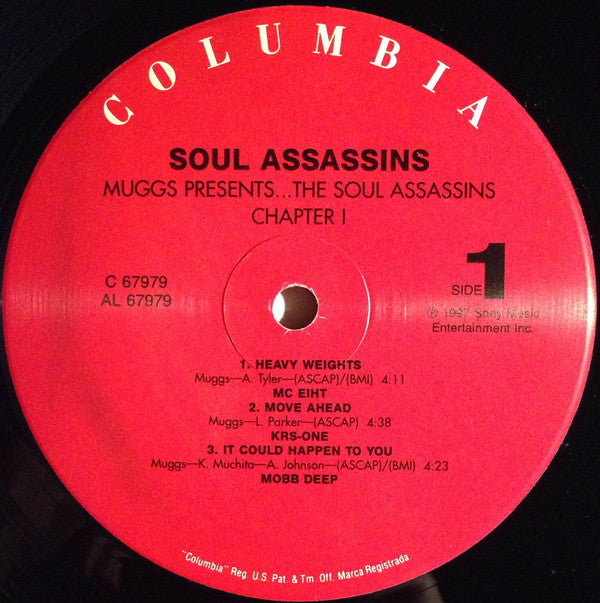 COLUMBIA
SOUL ASSASSINS
MUGGS PRESENTS...THE SOUL ASSASSINS
CHAPTER I
C 67979
AL 67979
SIDE 1
℗ 1997 Sony Music
Entertainment Inc.
1. HEAVY WEIGHTS
Muggs—A. Tyler—(ASCAP)/(BMI) 4:11
MC EIHT
2. MOVE AHEAD
Muggs—L. Parker—(ASCAP) 4:38
KRS-ONE
3. IT COULD HAPPEN TO YOU
Muggs—K. Muchita—A. Johnson—(ASCAP)/(BMI) 4:23
MOBB DEEP
"Columbia" Reg. U.S. Pat. & Tm. Off. Marca Registrada.